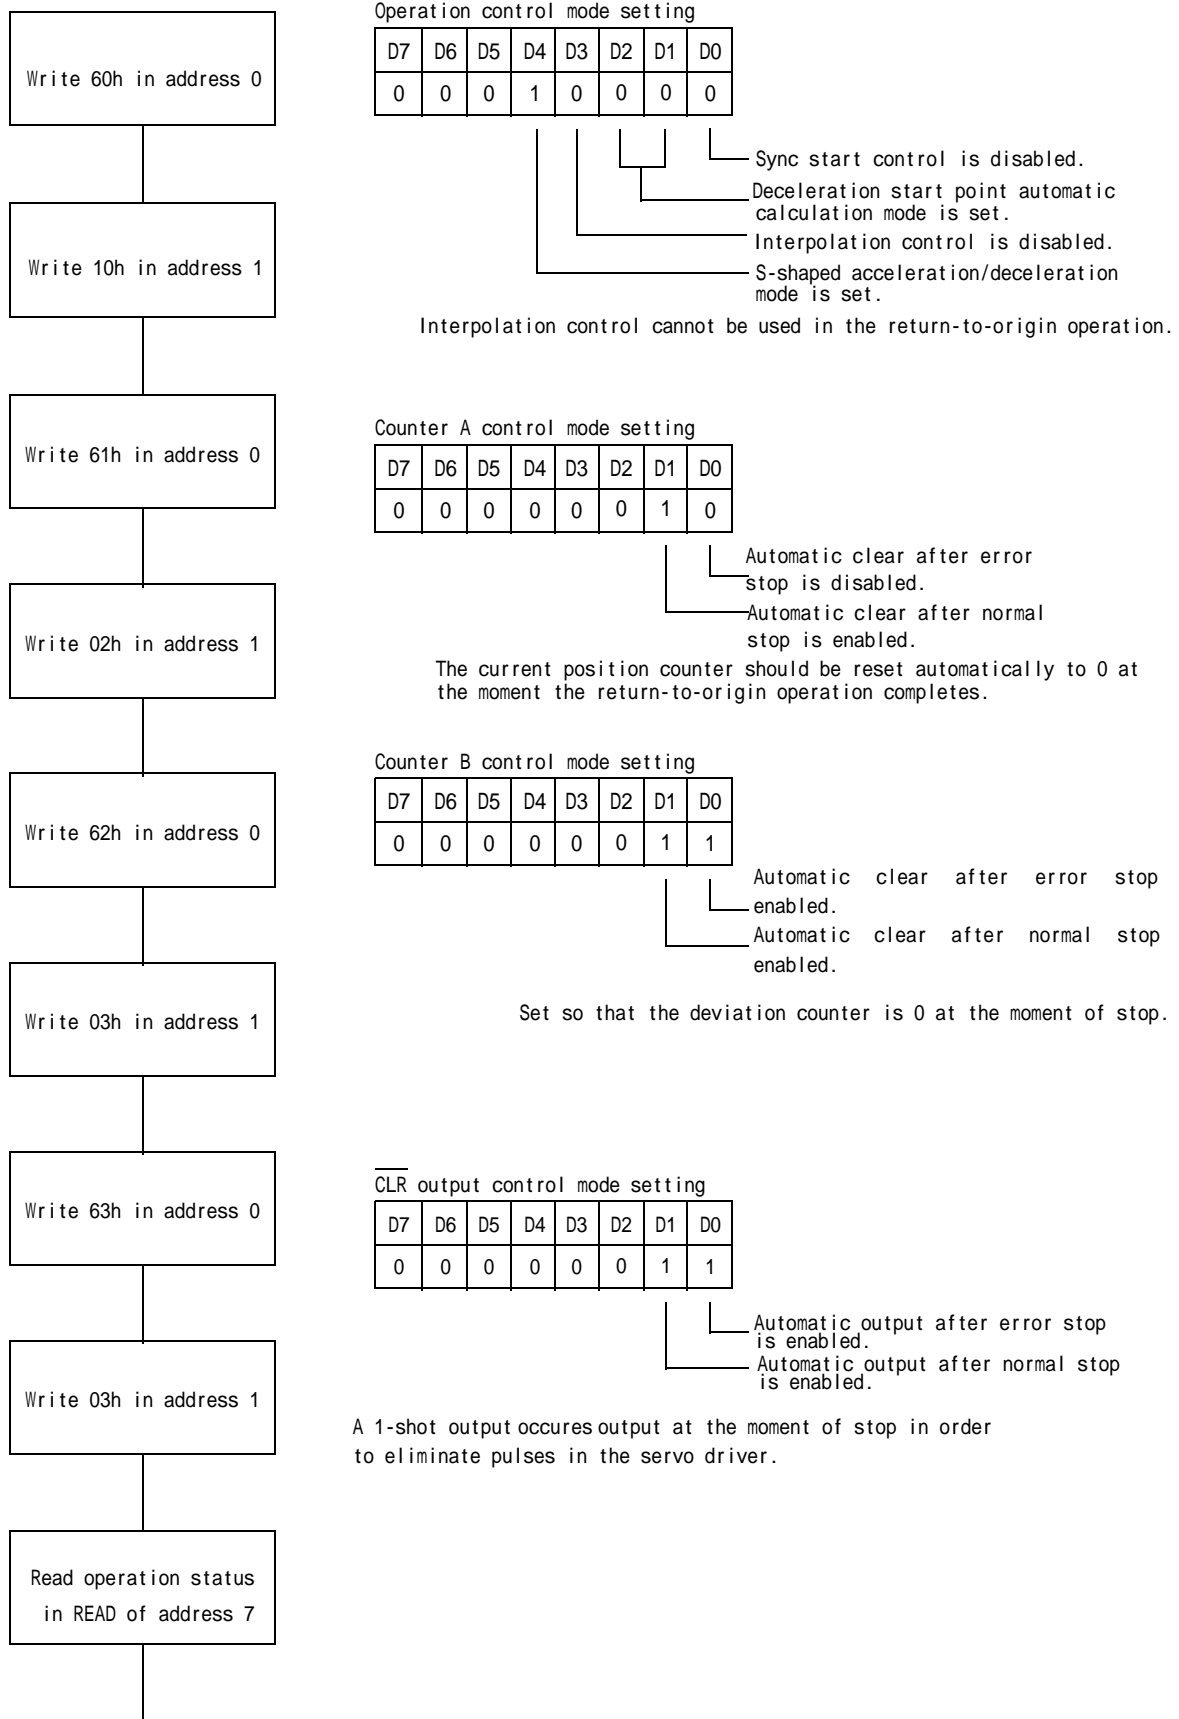 Write 60h in address 0
Write 10h in address 1
Write 61h in address 0
Write 02h in address 1
Write 62h in address 0
Write 03h in address 1
Write 63h in address 0
Write 03h in address 1
Read operation status
in READ of address 7
Operation control mode setting
D7 D6 D5 D4 D3 D2 D1 D0
0 0 0 1 0 0 0 0
Sync start control is disabled.
Deceleration start point automatic
calculation mode is set.
Interpolation control is disabled.
S-shaped acceleration/deceleration
mode is set.
Interpolation control cannot be used in the return-to-origin operation.
Counter A control mode setting
D7 D6 D5 D4 D3 D2 D1 D0
0 0 0 0 0 0 1 0
Automatic clear after error
stop is disabled.
Automatic clear after normal
stop is enabled.
The current position counter should be reset automatically to 0 at
the moment the return-to-origin operation completes.
Counter B control mode setting
D7 D6 D5 D4 D3 D2 D1 D0
0 0 0 0 0 0 1 1
Automatic clear after error stop
enabled.
Automatic clear after normal stop
enabled.
Set so that the deviation counter is 0 at the moment of stop.
C̅L̅R̅ output control mode setting
D7 D6 D5 D4 D3 D2 D1 D0
0 0 0 0 0 0 1 1
Automatic output after error stop
is enabled.
Automatic output after normal stop
is enabled.
A 1-shot output occures output at the moment of stop in order
to eliminate pulses in the servo driver.